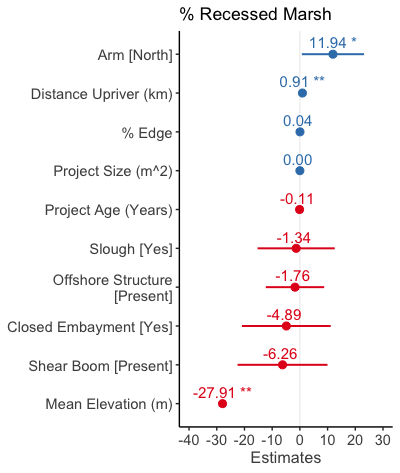 % Recessed Marsh
Arm [North] 11.94 *
Distance Upriver (km) 0.91 **
% Edge 0.04
Project Size (m^2) 0.00
Project Age (Years) -0.11
Slough [Yes] -1.34
Offshore Structure
[Present] -1.76
Closed Embayment [Yes] -4.89
Shear Boom [Present] -6.26
Mean Elevation (m) -27.91 **
-40 -30 -20 -10 0 10 20 30
Estimates